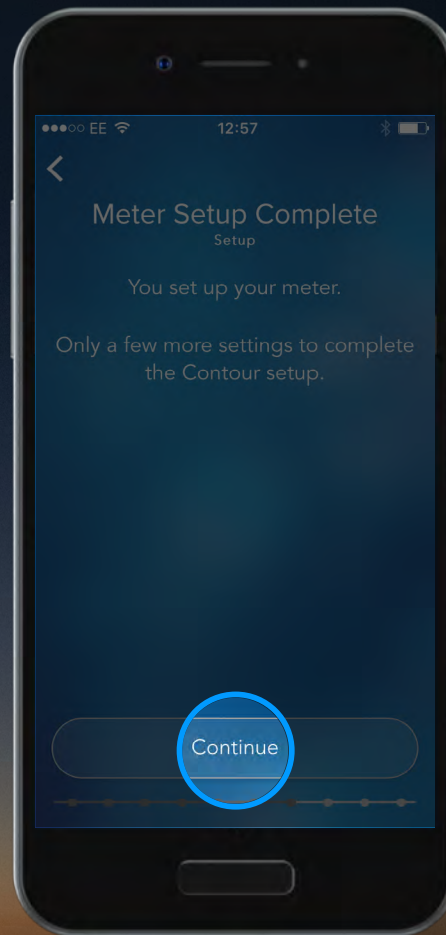 EE 12:57
Meter Setup Complete
Setup
You set up your meter.
Only a few more settings to complete
the Contour setup.
Continue